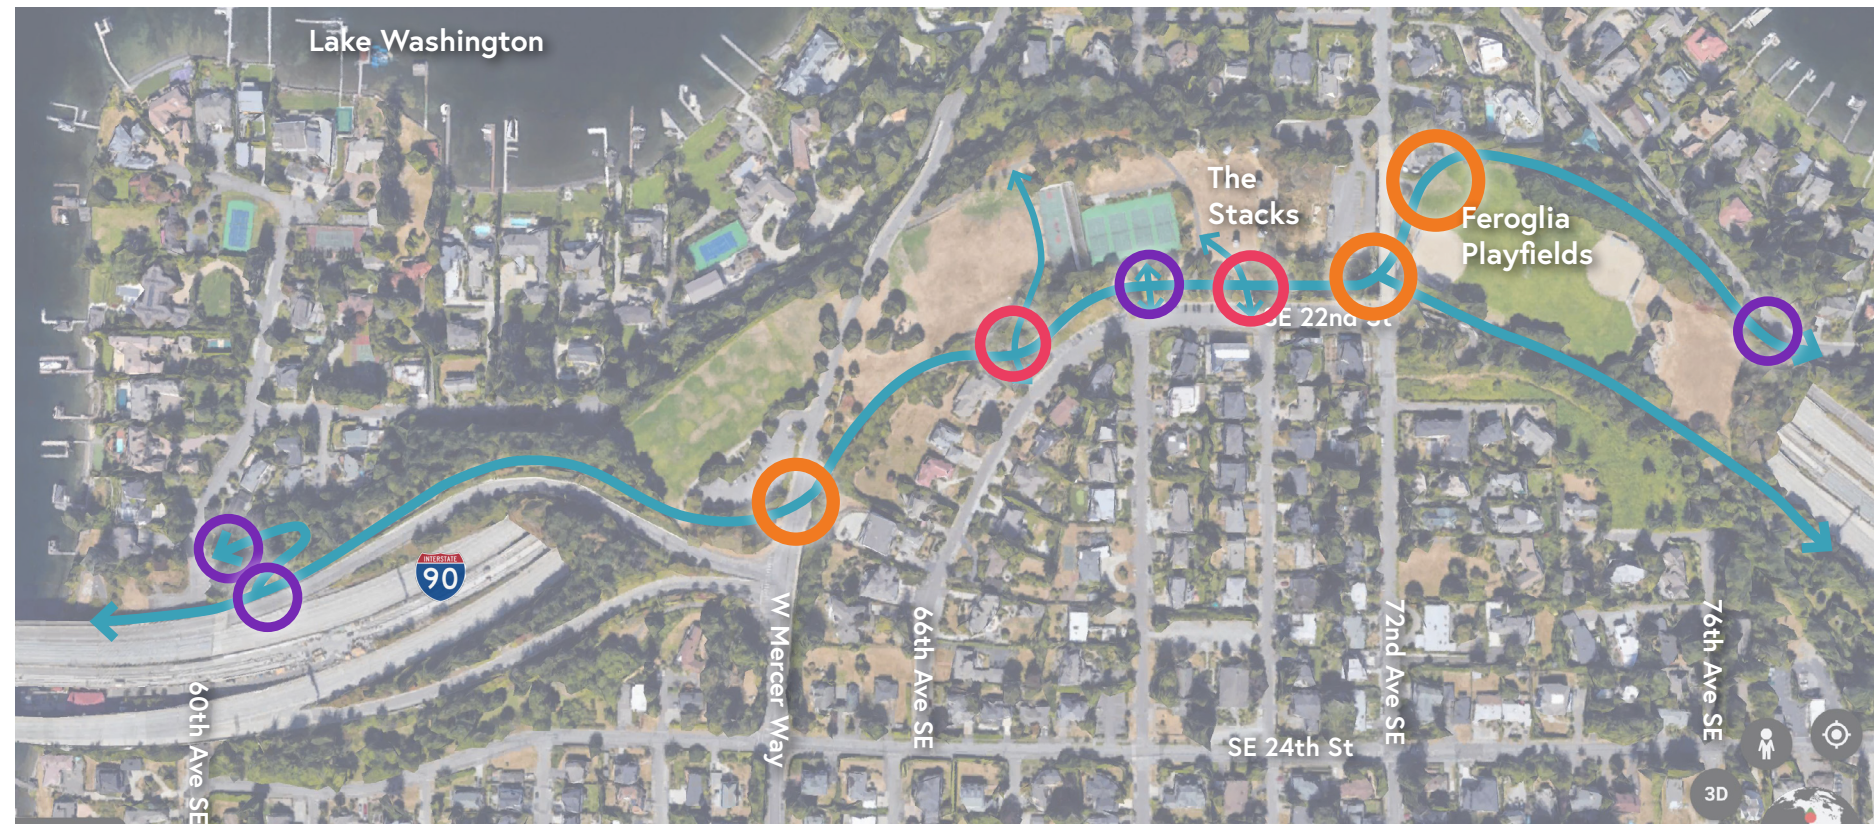 Lake Washington
The
Stacks
Feroglia
Playfields
SE 22nd St
INTERSTATE
90
W Mercer Way
66th Ave SE
72nd Ave SE
76th Ave SE
60th Ave SE
SE 24th St
3D